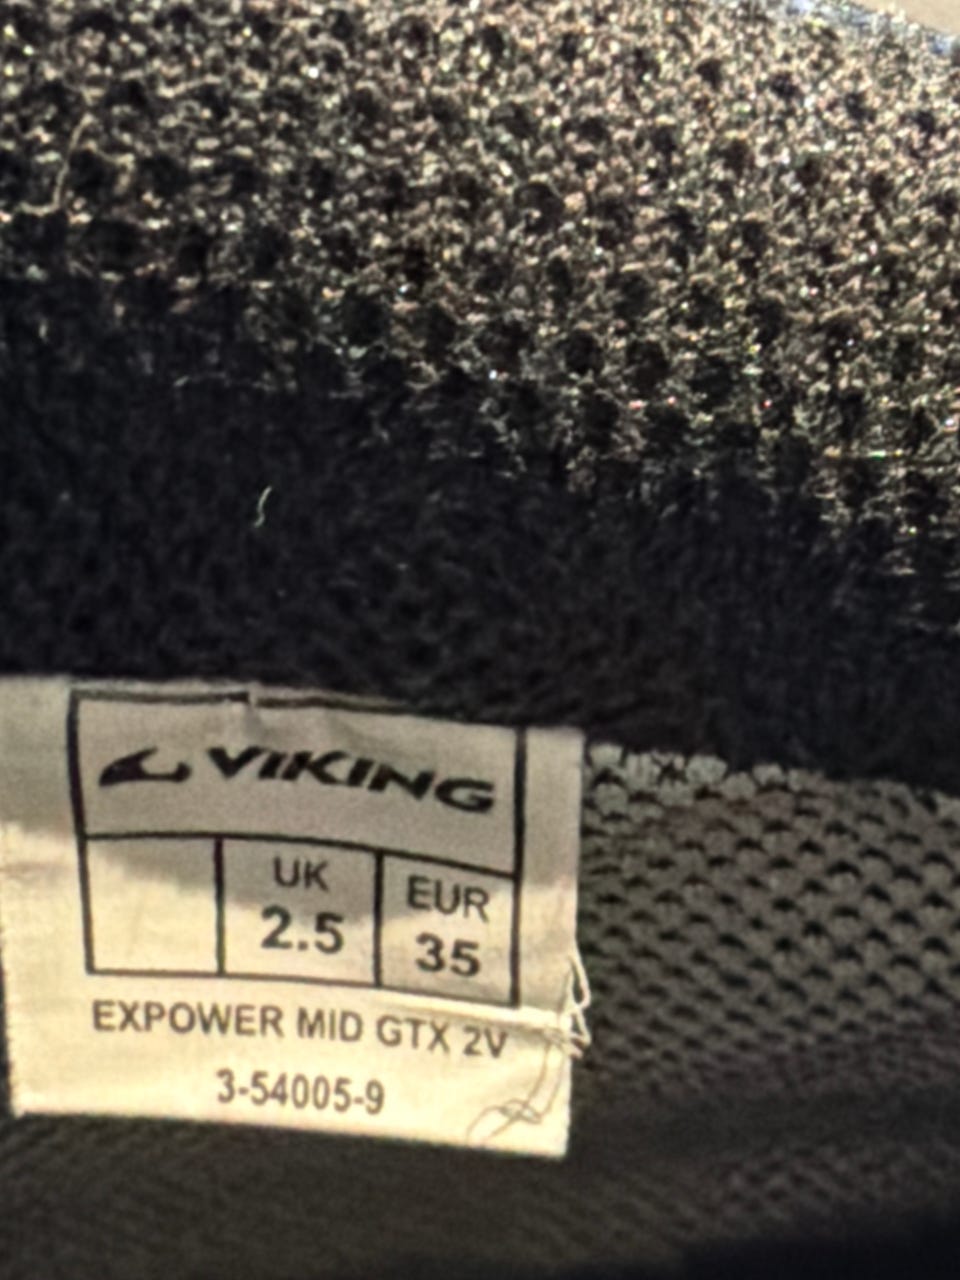 VIKING
UK EUR
2.5 35
EXPOWER MID GTX 2V
3-54005-9